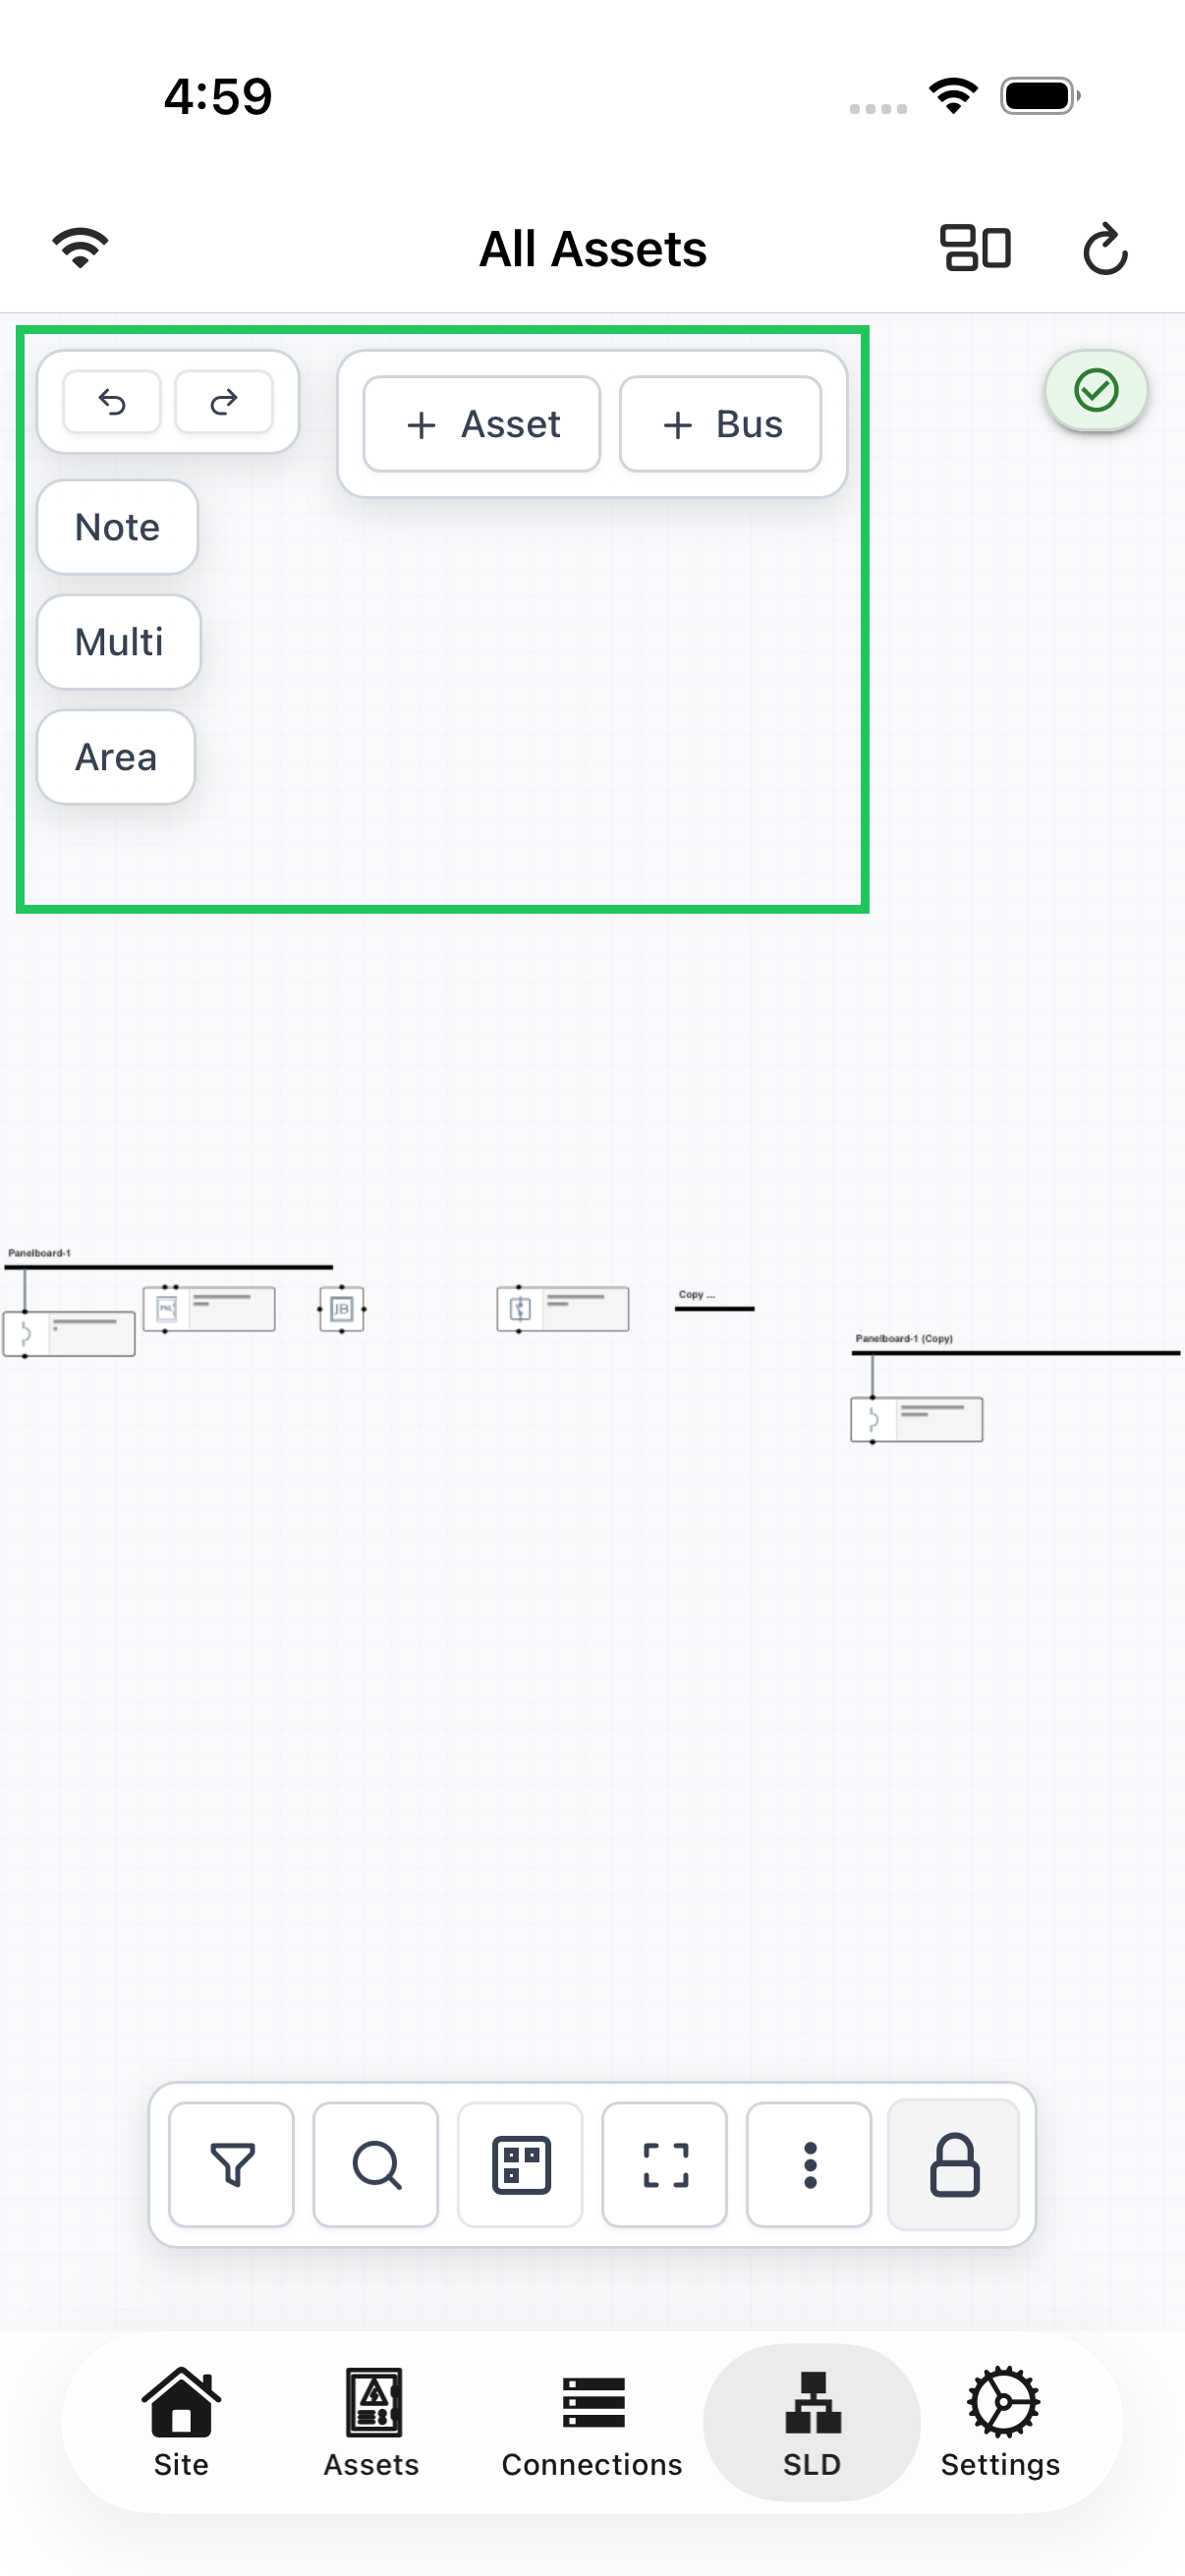 4:59
All Assets
Asset
Bus
Note
Multi
Area
Panelboard-1
PNL
JB
Copy ...
Panelboard-1 (Copy)
Site
Assets
Connections
SLD
Settings